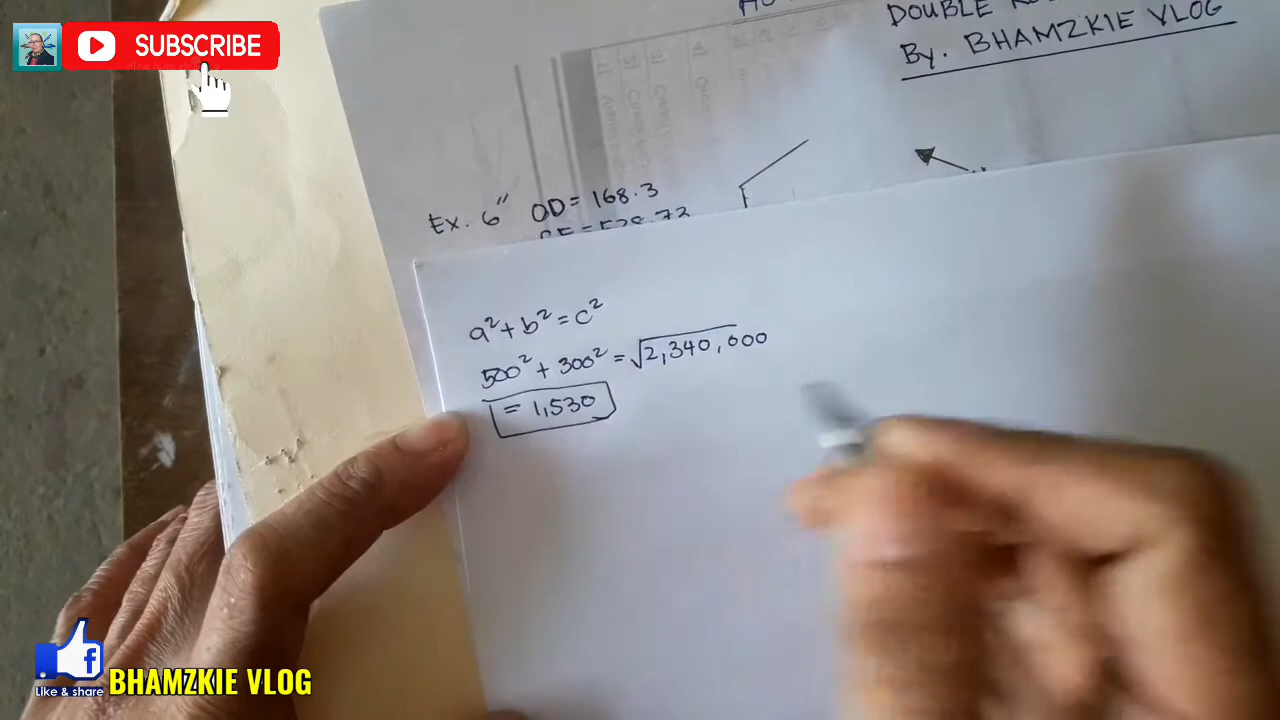 SUBSCRIBE
DOUBLE
By. BHAMZKIE VLOG
Ex. 6" OD = 168.3
a² + b² = c²
500² + 300² = √2,340,000
= 1,530
Like & share
BHAMZKIE VLOG